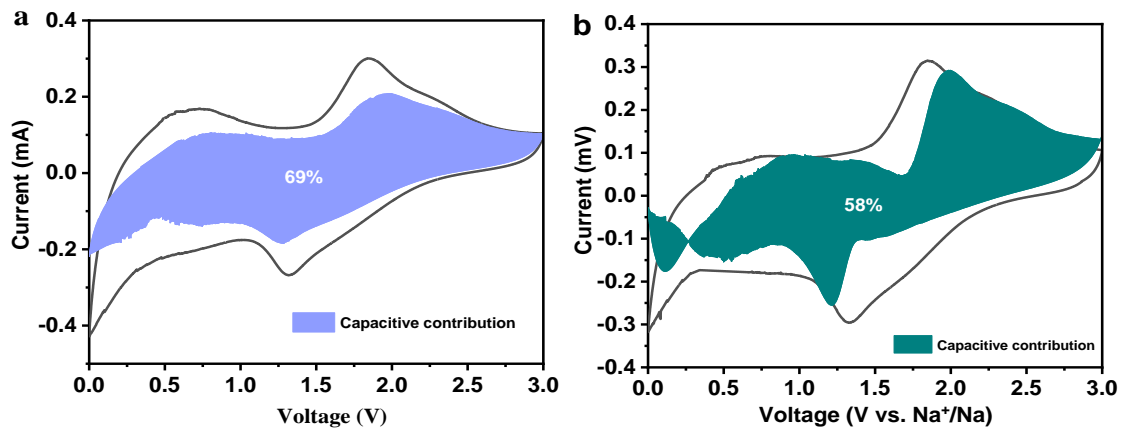 a
Current (mA)
0.4
0.2
0.0
-0.2
-0.4
69%
Capacitive contribution
0.0 0.5 1.0 1.5 2.0 2.5 3.0
Voltage (V)
b
Current (mV)
0.4
0.3
0.2
0.1
0.0
-0.1
-0.2
-0.3
-0.4
58%
Capacitive contribution
0.0 0.5 1.0 1.5 2.0 2.5 3.0
Voltage (V vs. Na⁺/Na)